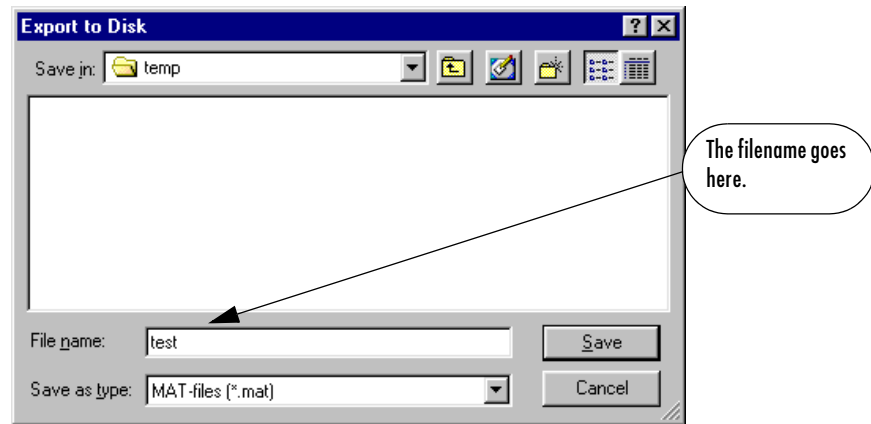 Export to Disk
Save in: temp
The filename goes
here.
File name: test
Save
Save as type: MAT-files (*.mat)
Cancel